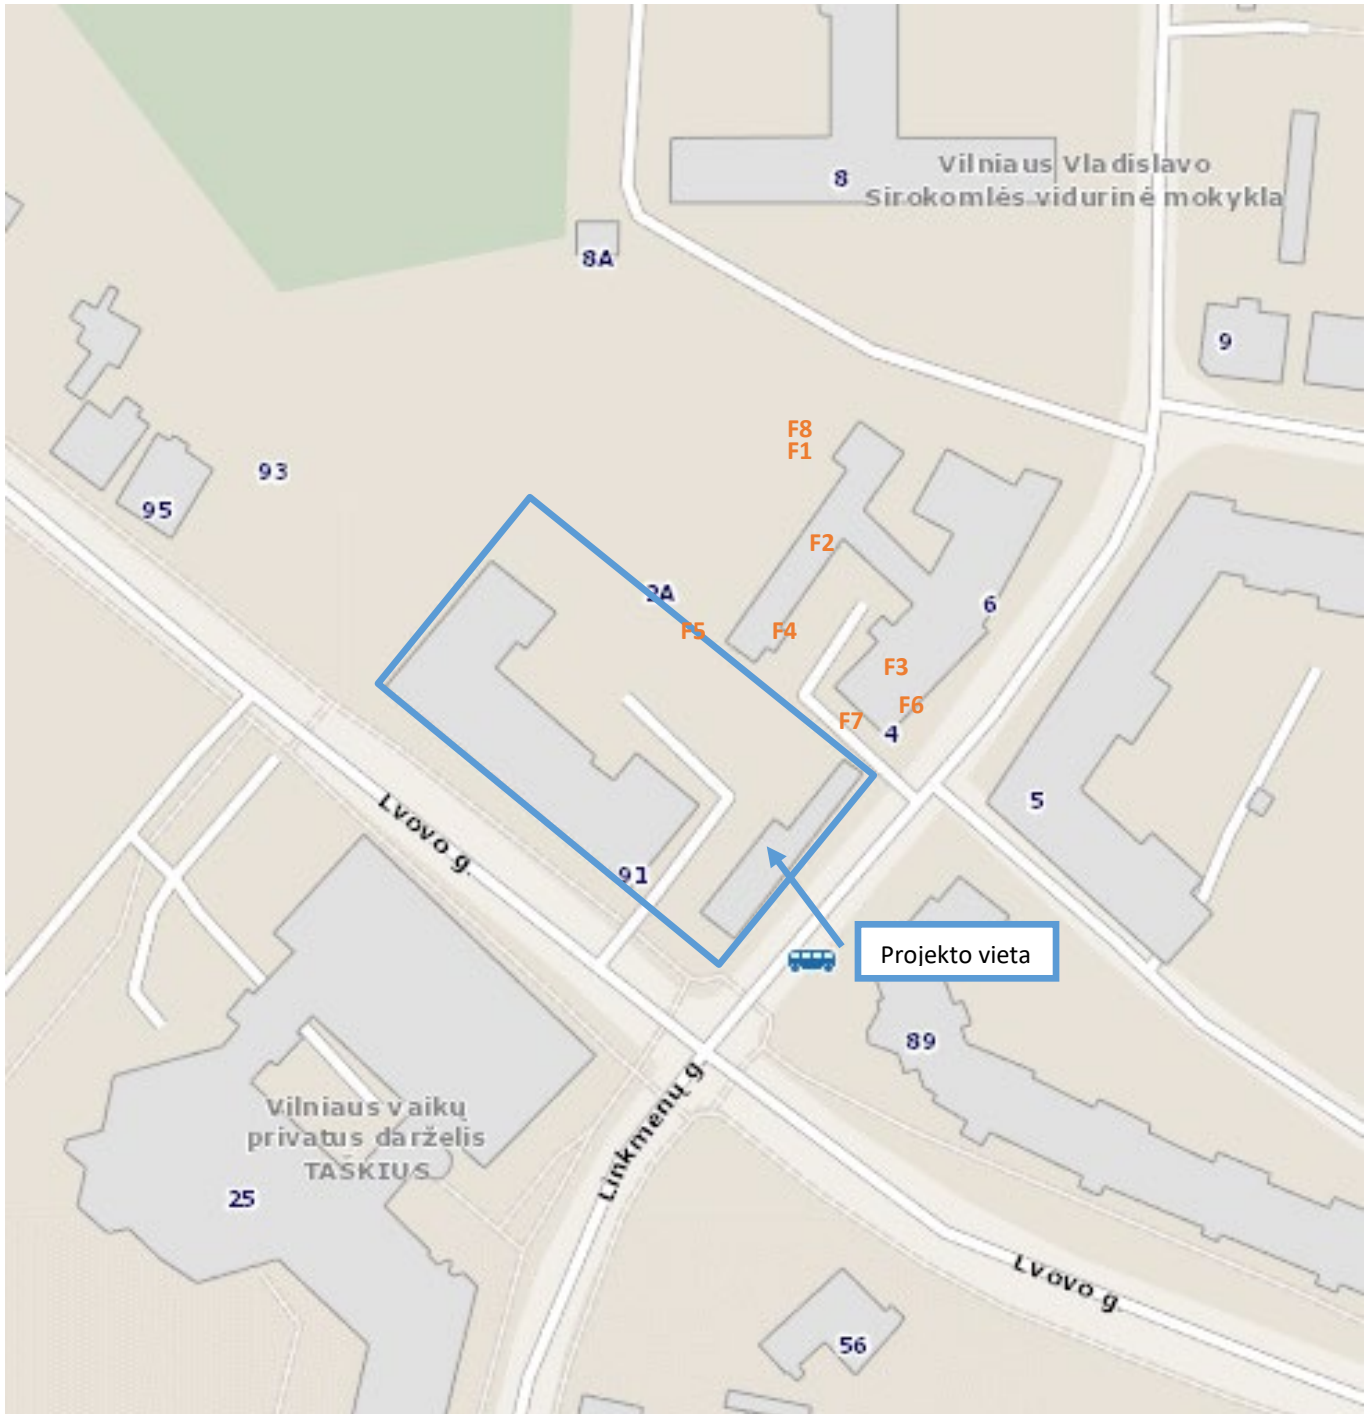 Vilniaus Vladislavo
Sirokomlės vidurinė mokykla
8
8A
9
93
95
F8
F1
F2
2A
F5
F4
6
F3
F6
F7
4
5
Lvovo g.
91
Projekto vieta
89
Linkmenų g.
Vilniaus vaikų
privatus darželis
TAŠKIUS
25
Lvovo g.
56